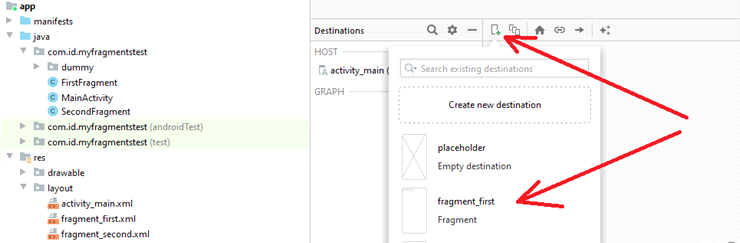 app
manifests
java
com.id.myfragmentstest
dummy
FirstFragment
MainActivity
SecondFragment
com.id.myfragmentstest (androidTest)
com.id.myfragmentstest (test)
res
drawable
layout
activity_main.xml
fragment_first.xml
fragment_second.xml
Destinations
HOST
activity_main (
GRAPH
Search existing destinations
Create new destination
placeholder
Empty destination
fragment_first
Fragment